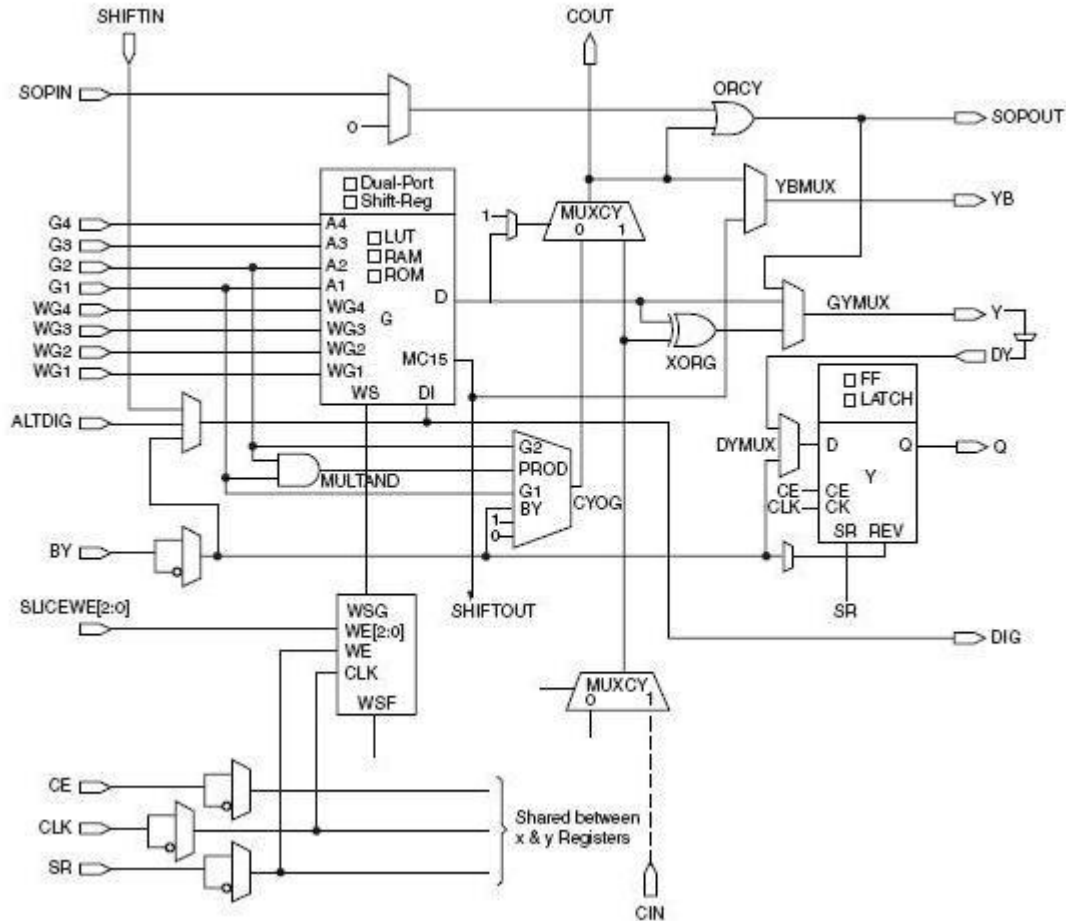 SHIFTIN
COUT
SOPIN
ORCY
SOPOUT
0
Dual-Port
Shift-Reg
YBMUX
YB
G4
A4
LUT
1
MUXCY
0 1
G3
A3
RAM
G2
A2
ROM
G1
A1
D
WG4
WG4
G
GYMUX
Y
WG3
WG3
WG2
WG2
MC15
XORG
DY
WG1
WG1
WS
DI
FF
LATCH
ALTDIG
G2
DYMUX
D
Q
Q
PROD
MULTAND
Y
G1
CYOG
CE
CE
BY
CLK
CK
1
0
SR
REV
BY
SLICEWE[2:0]
WSG
SHIFTOUT
SR
WE[2:0]
DIG
WE
CLK
MUXCY
0 1
WSF
CE
Shared between
x & y Registers
CLK
SR
CIN